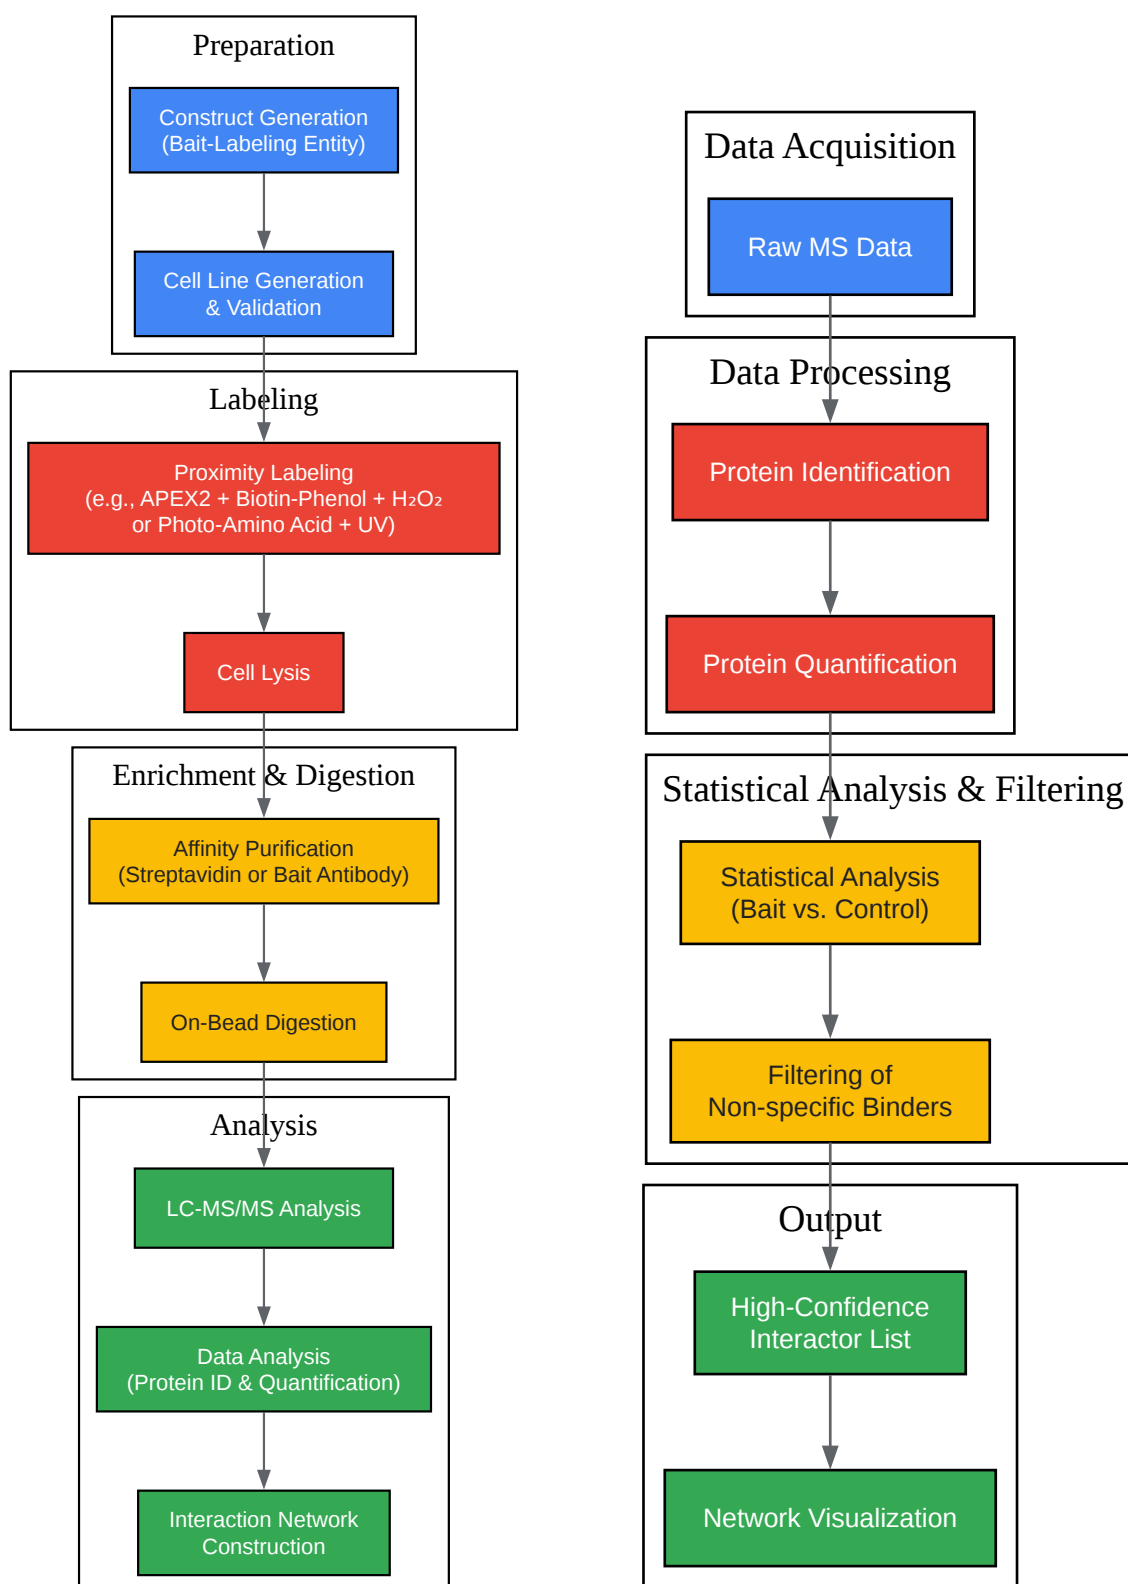 Preparation
Construct Generation
(Bait-Labeling Entity)
Cell Line Generation
& Validation
Labeling
Proximity Labeling
(e.g., APEX2 + Biotin-Phenol + H₂O₂
or Photo-Amino Acid + UV)
Cell Lysis
Enrichment & Digestion
Affinity Purification
(Streptavidin or Bait Antibody)
On-Bead Digestion
Analysis
LC-MS/MS Analysis
Data Analysis
(Protein ID & Quantification)
Interaction Network
Construction
Data Acquisition
Raw MS Data
Data Processing
Protein Identification
Protein Quantification
Statistical Analysis & Filtering
Statistical Analysis
(Bait vs. Control)
Filtering of
Non-specific Binders
Output
High-Confidence
Interactor List
Network Visualization